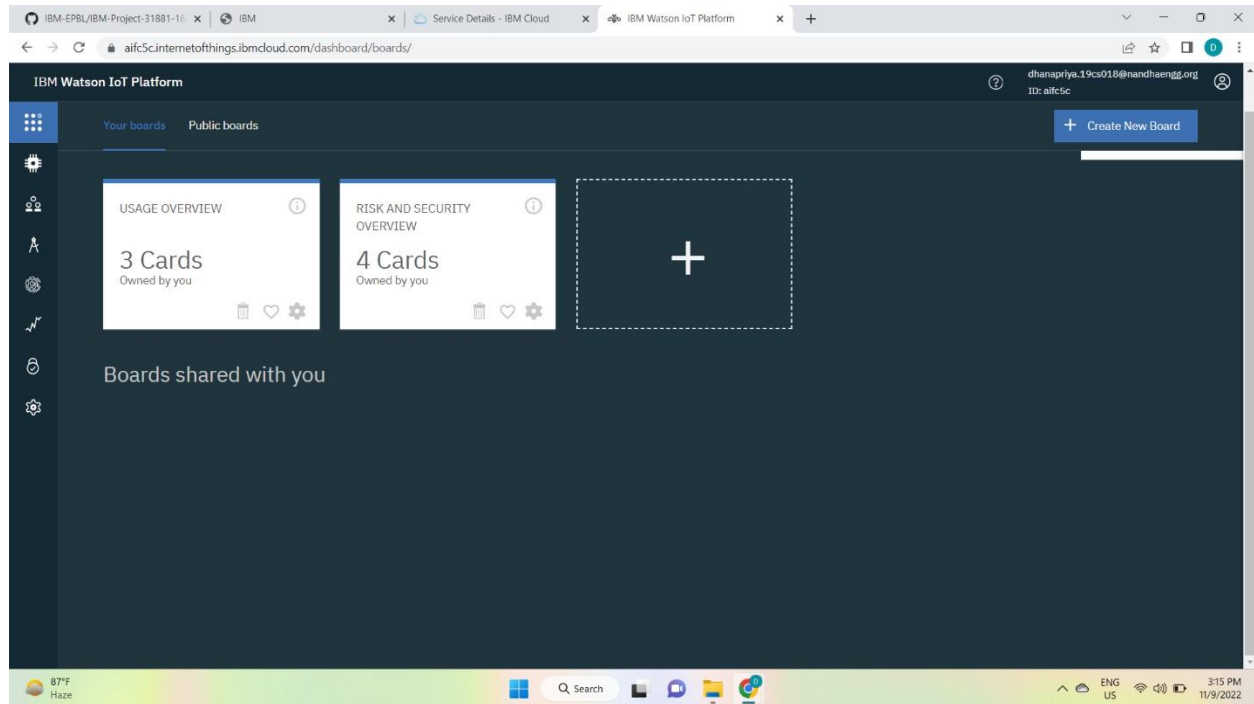 IBM-EPBL/IBM-Project-31881-16
IBM
Service Details - IBM Cloud
IBM Watson IoT Platform
aifc5c.internetofthings.ibmcloud.com/dashboard/boards/
D
IBM Watson IoT Platform
dhanapriya.19cs018@nandhaengg.org
ID: aifc5c
Your boards
Public boards
+ Create New Board
USAGE OVERVIEW
3 Cards
Owned by you
RISK AND SECURITY
OVERVIEW
4 Cards
Owned by you
Boards shared with you
87°F
Haze
Search
D
ENG
US
3:15 PM
11/9/2022